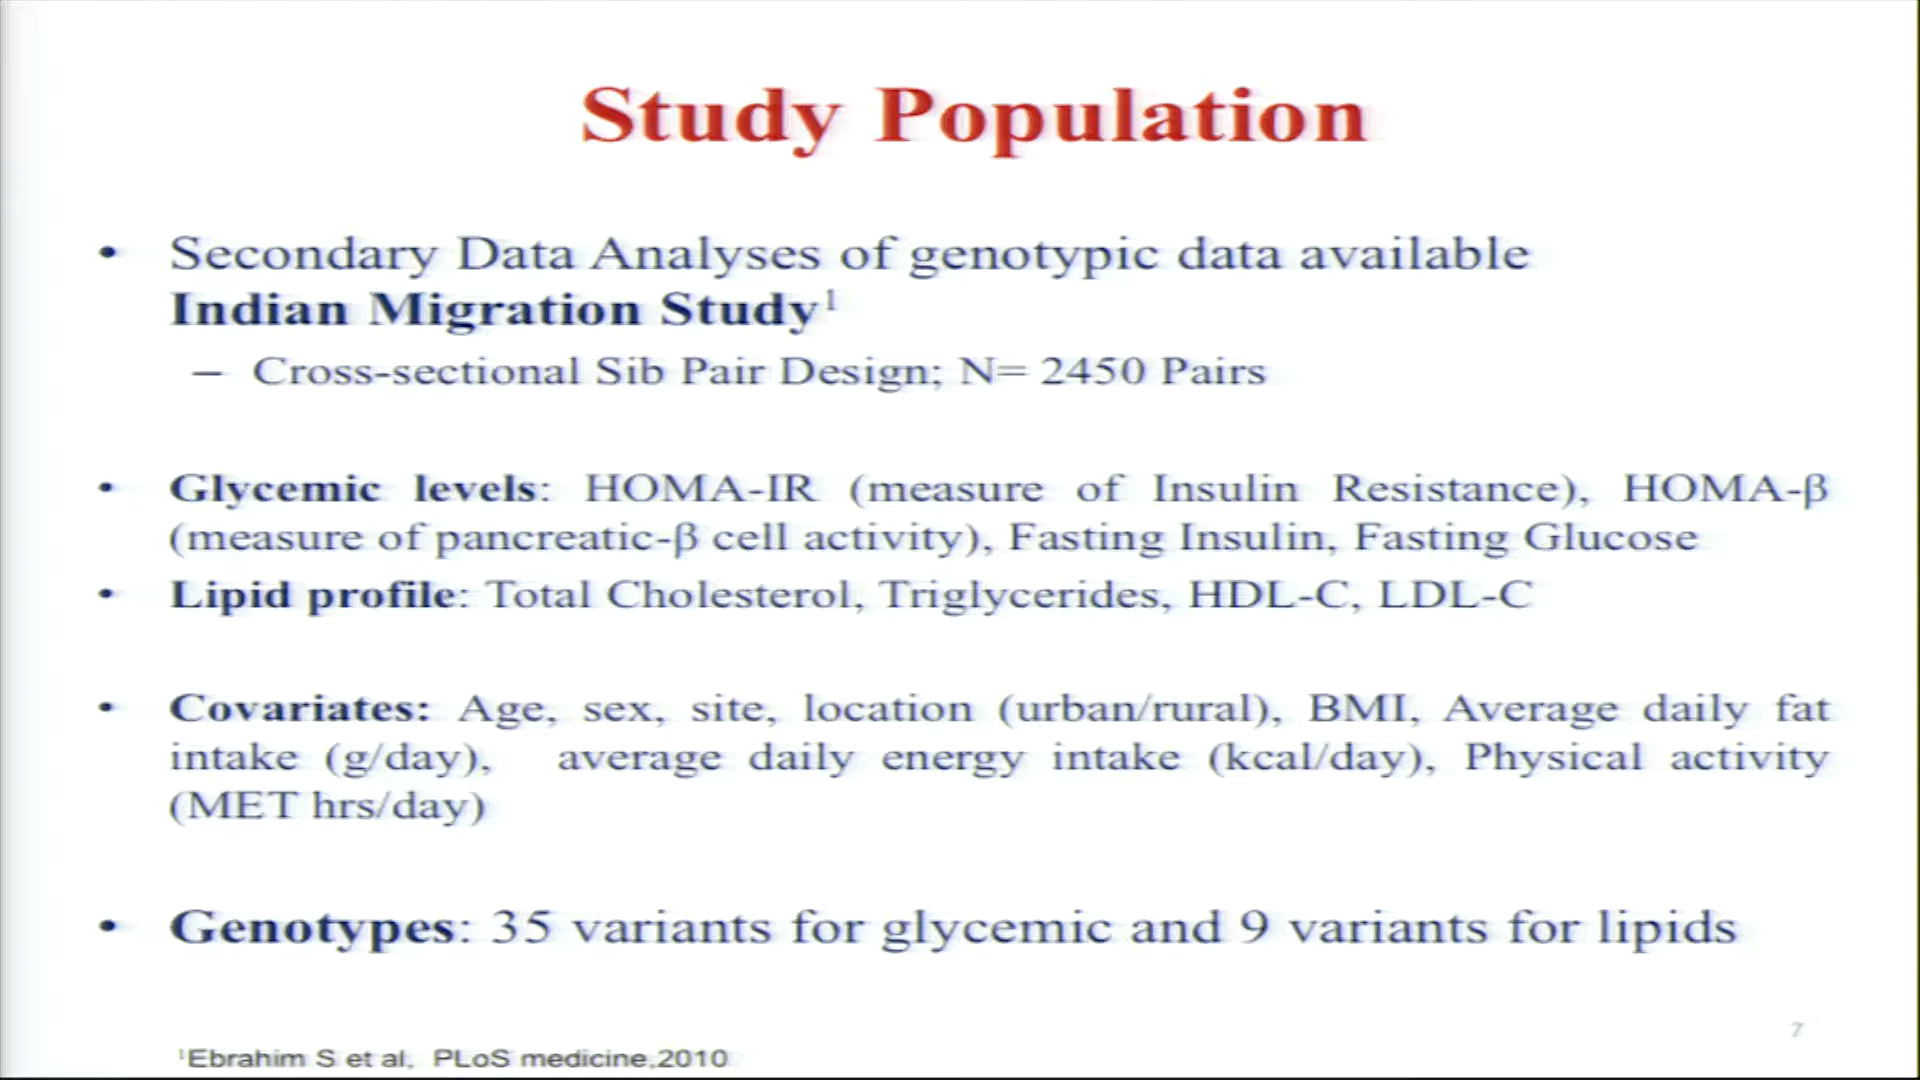 Study Population
• Secondary Data Analyses of genotypic data available
Indian Migration Study¹
– Cross-sectional Sib Pair Design; N= 2450 Pairs
• Glycemic levels: HOMA-IR (measure of Insulin Resistance), HOMA-β
(measure of pancreatic-β cell activity), Fasting Insulin, Fasting Glucose
• Lipid profile: Total Cholesterol, Triglycerides, HDL-C, LDL-C
• Covariates: Age, sex, site, location (urban/rural), BMI, Average daily fat
intake (g/day), average daily energy intake (kcal/day), Physical activity
(MET hrs/day)
• Genotypes: 35 variants for glycemic and 9 variants for lipids
7
¹Ebrahim S et al, PLoS medicine,2010